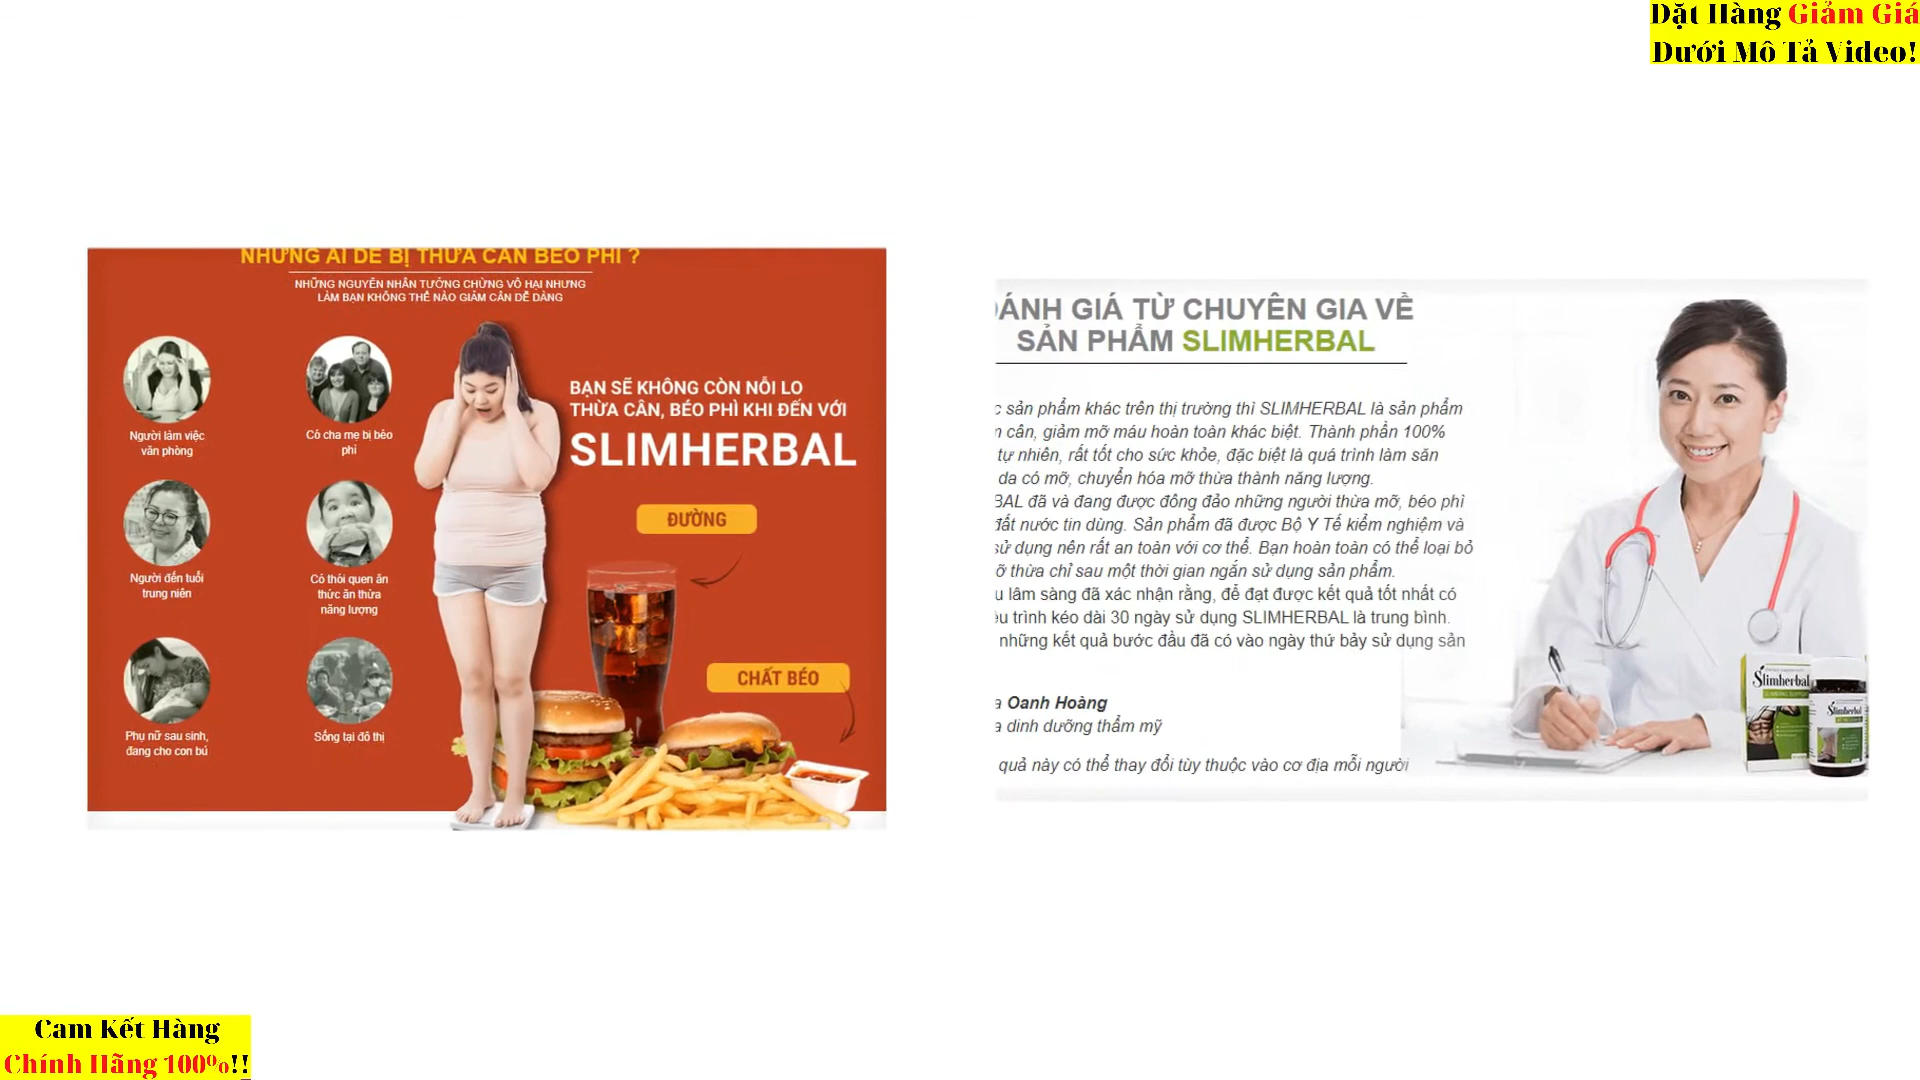 Đặt Hàng Giảm Giá
Dưới Mô Tả Video!
NHỮNG AI DỄ BỊ THỪA CÂN BÉO PHÌ ?
NHỮNG NGUYÊN NHÂN TƯỞNG CHỪNG VÔ HẠI NHƯNG
LÀM BẠN KHÔNG THỂ NÀO GIẢM CÂN DỄ DÀNG
Người làm việc
văn phòng
Có cha mẹ bị béo
phì
Người đến tuổi
trung niên
Có thói quen ăn
thức ăn thừa
năng lượng
Phụ nữ sau sinh,
đang cho con bú
Sống tại đô thị
BẠN SẼ KHÔNG CÒN NỖI LO
THỪA CÂN, BÉO PHÌ KHI ĐẾN VỚI
SLIMHERBAL
ĐƯỜNG
CHẤT BÉO
ĐÁNH GIÁ TỪ CHUYÊN GIA VỀ
SẢN PHẨM SLIMHERBAL
sản phẩm khác trên thị trường thì SLIMHERBAL là sản phẩm
cân, giảm mỡ máu hoàn toàn khác biệt. Thành phần 100%
tự nhiên, rất tốt cho sức khỏe, đặc biệt là quá trình làm săn
da có mỡ, chuyển hóa mỡ thừa thành năng lượng.
BAL đã và đang được đông đảo những người thừa mỡ, béo phì
đất nước tin dùng. Sản phẩm đã được Bộ Y Tế kiểm nghiệm và
sử dụng nên rất an toàn với cơ thể. Bạn hoàn toàn có thể loại bỏ
thừa chỉ sau một thời gian ngắn sử dụng sản phẩm.
lâm sàng đã xác nhận rằng, để đạt được kết quả tốt nhất có
trình kéo dài 30 ngày sử dụng SLIMHERBAL là trung bình.
những kết quả bước đầu đã có vào ngày thứ bảy sử dụng sản
Oanh Hoàng
dinh dưỡng thẩm mỹ
quả này có thể thay đổi tùy thuộc vào cơ địa mỗi người
Slimherbal
Slimherbal
Cam Kết Hàng
Chính Hãng 100%!!